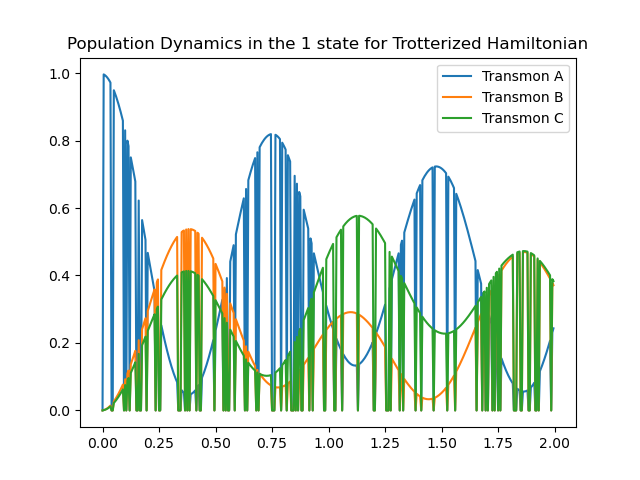 Population Dynamics in the 1 state for Trotterized Hamiltonian
Transmon A
Transmon B
Transmon C
1.0
0.8
0.6
0.4
0.2
0.0
0.00 0.25 0.50 0.75 1.00 1.25 1.50 1.75 2.00